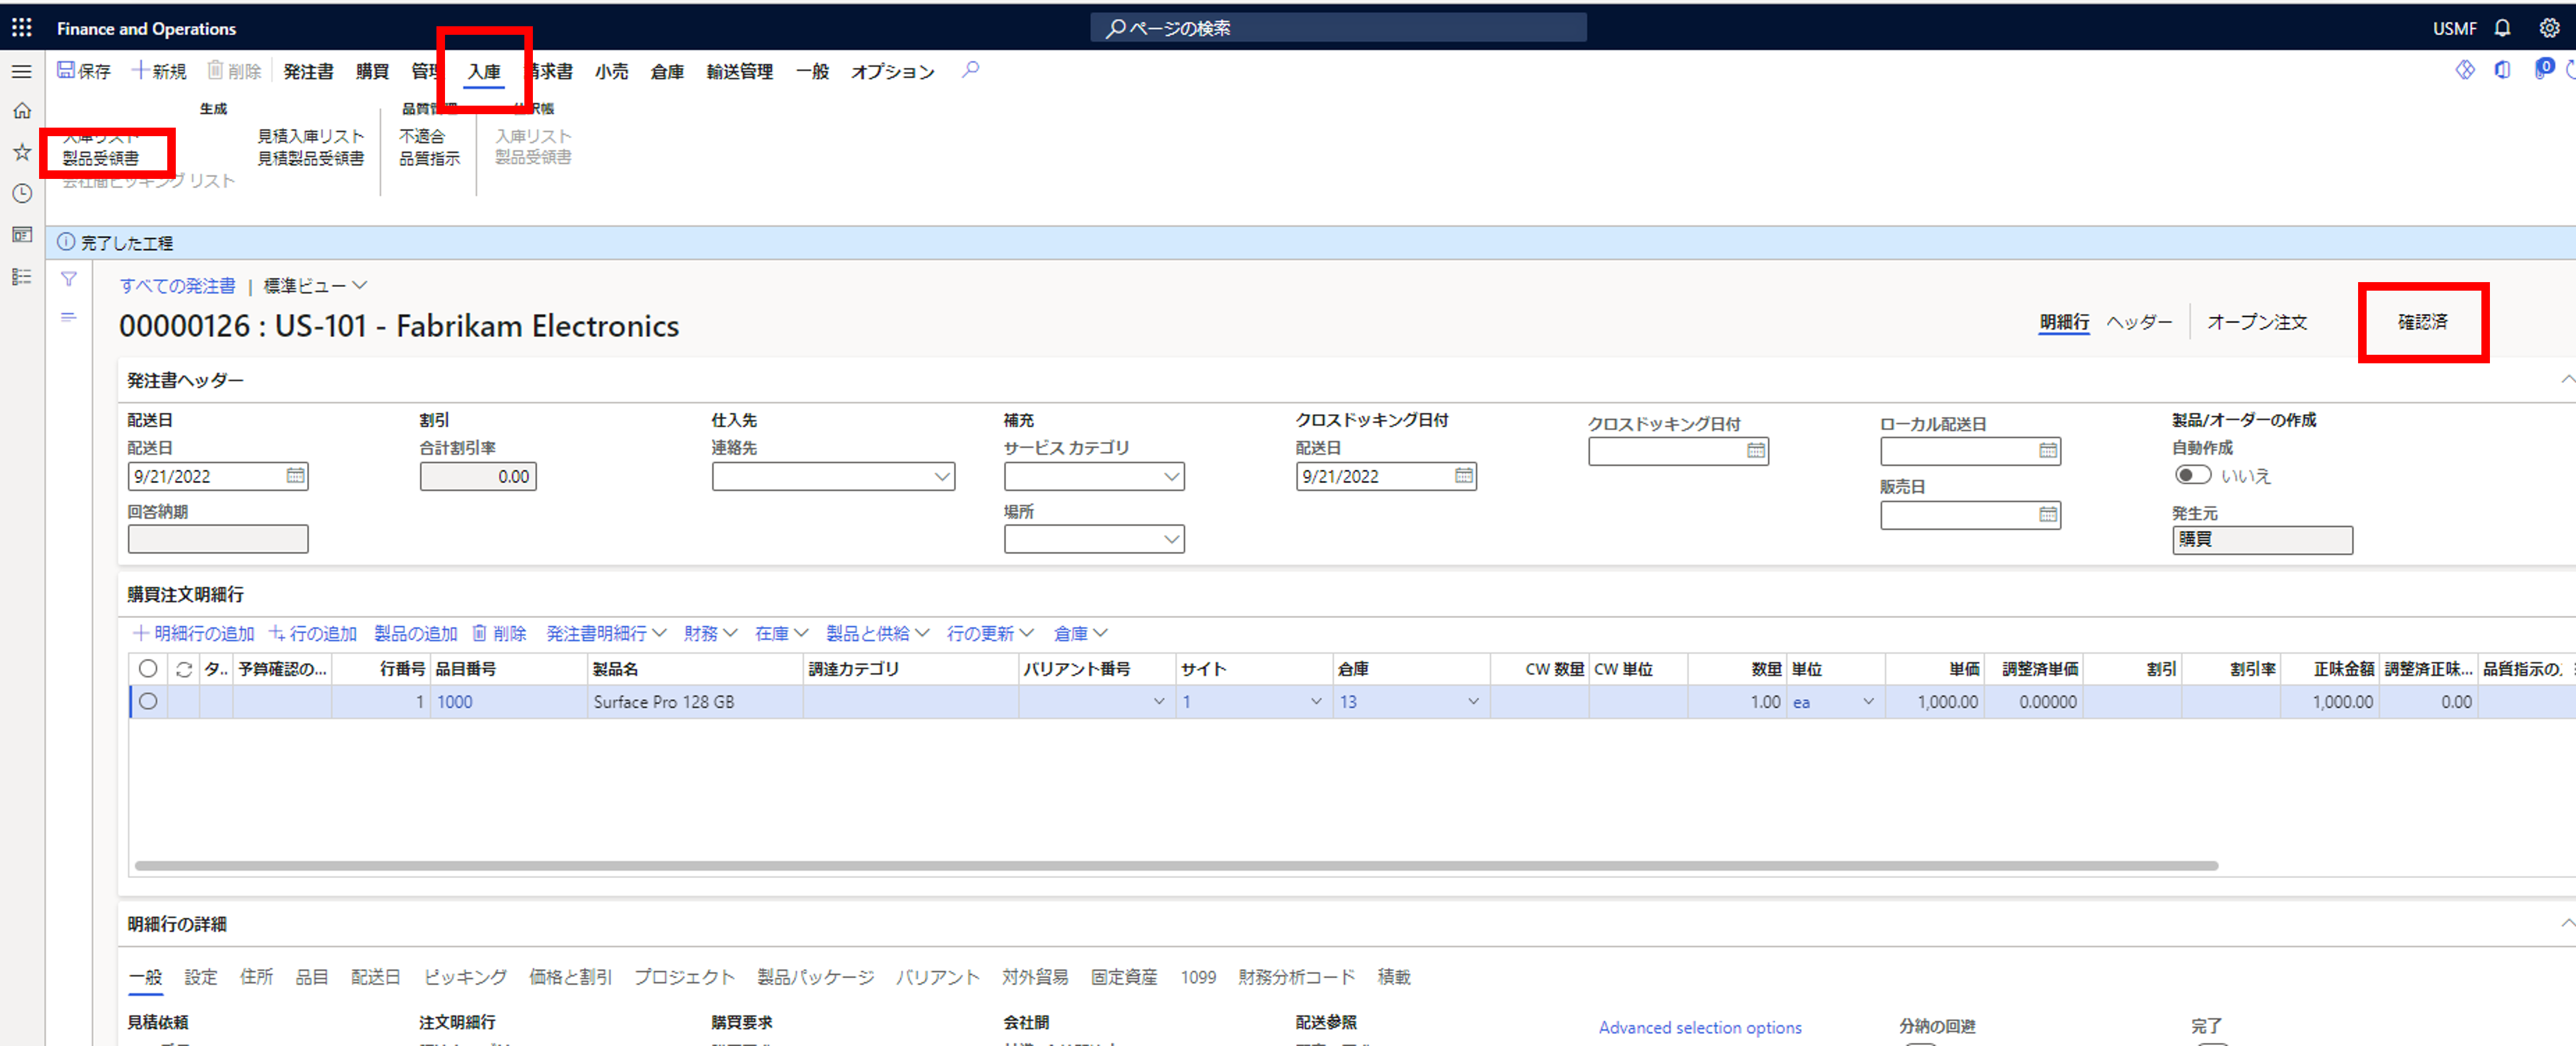 Finance and Operations
ページの検索
USMF
保存 新規 削除 発注書 購買 管理 入庫 請求書 小売 倉庫 輸送管理 一般 オプション
0
生成 品質管理
入庫リスト 見積入庫リスト 不適合 入庫リスト
製品受領書 見積製品受領書 品質指示 製品受領書
会社間ピッキング リスト
完了した工程
すべての発注書 | 標準ビュー
00000126 : US-101 - Fabrikam Electronics
明細行 ヘッダー オープン注文 確認済
発注書ヘッダー
配送日 割引 仕入先 補充 クロスドッキング日付 クロスドッキング日付 ローカル配送日 製品/オーダーの作成
配送日 合計割引率 連絡先 サービス カテゴリ 配送日 自動作成
9/21/2022 0.00 9/21/2022 いいえ
回答納期 場所 販売日 発生元
購買
購買注文明細行
明細行の追加 行の追加 製品の追加 削除 発注書明細行 財務 在庫 製品と供給 行の更新 倉庫
タ.. 予算確認の... 行番号 品目番号 製品名 調達カテゴリ バリアント番号 サイト 倉庫 CW 数量 CW 単位 数量 単位 単価 調整済単価 割引 割引率 正味金額 調整済正味... 品質指示の
1 1000 Surface Pro 128 GB 1 13 1.00 ea 1,000.00 0.00000 1,000.00 0.00
明細行の詳細
一般 設定 住所 品目 配送日 ピッキング 価格と割引 プロジェクト 製品パッケージ バリアント 対外貿易 固定資産 1099 財務分析コード 積載
見積依頼 注文明細行 購買要求 会社間 配送参照 Advanced selection options 分納の回避 完了